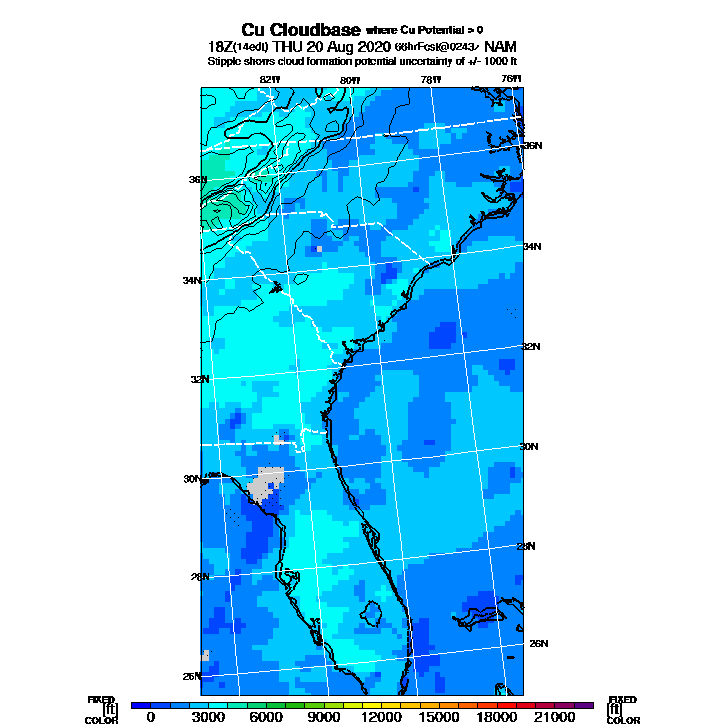 Cu Cloudbase where Cu Potential > 0
18Z(14edt) THU 20 Aug 2020 66hrFcst@0243z NAM
Stipple shows cloud formation potential uncertainty of +/- 1000 ft
82W 80W 78W 76W
36N
36N
34N
34N
32N
32N
30N
30N
28N
28N
26N
26N
FIXED FIXED
[ft] [ft]
COLOR COLOR
0 3000 6000 9000 12000 15000 18000 21000